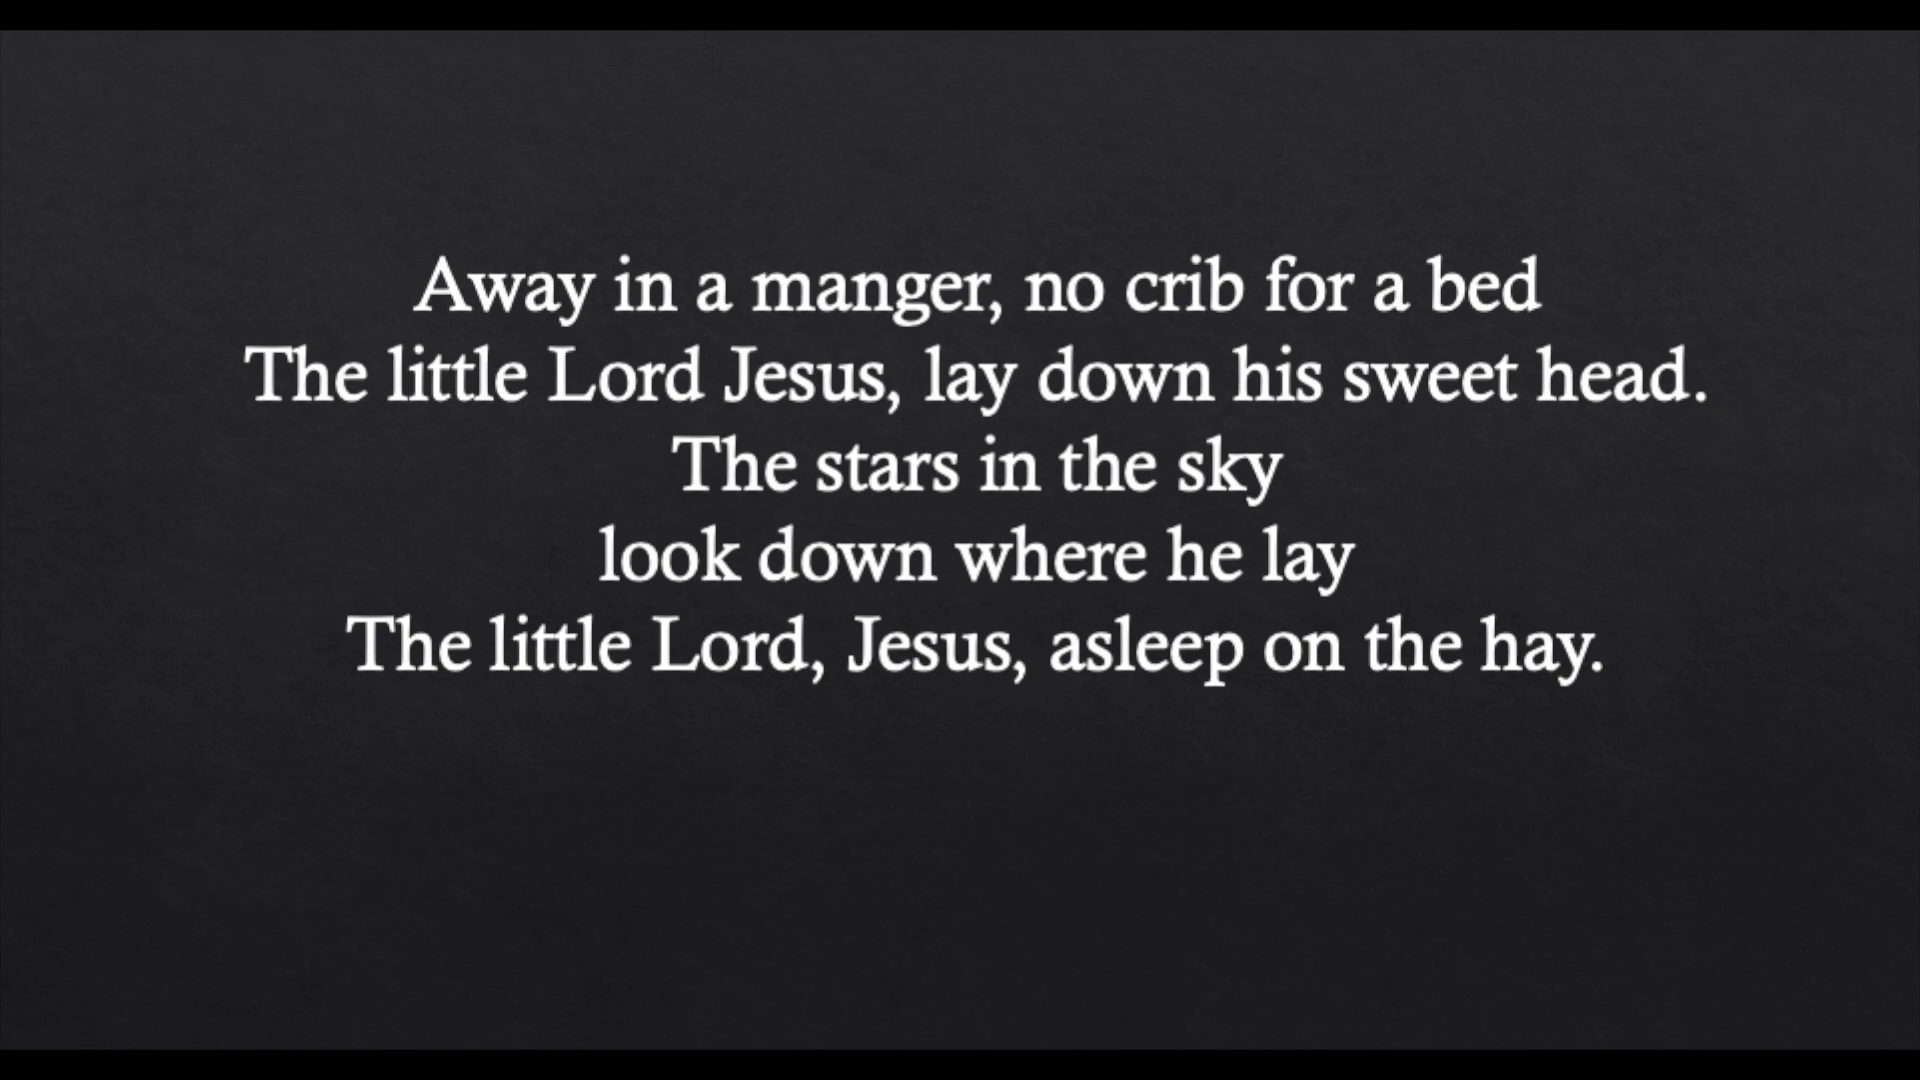 Away in a manger, no crib for a bed
The little Lord Jesus, lay down his sweet head.
The stars in the sky
look down where he lay
The little Lord, Jesus, asleep on the hay.